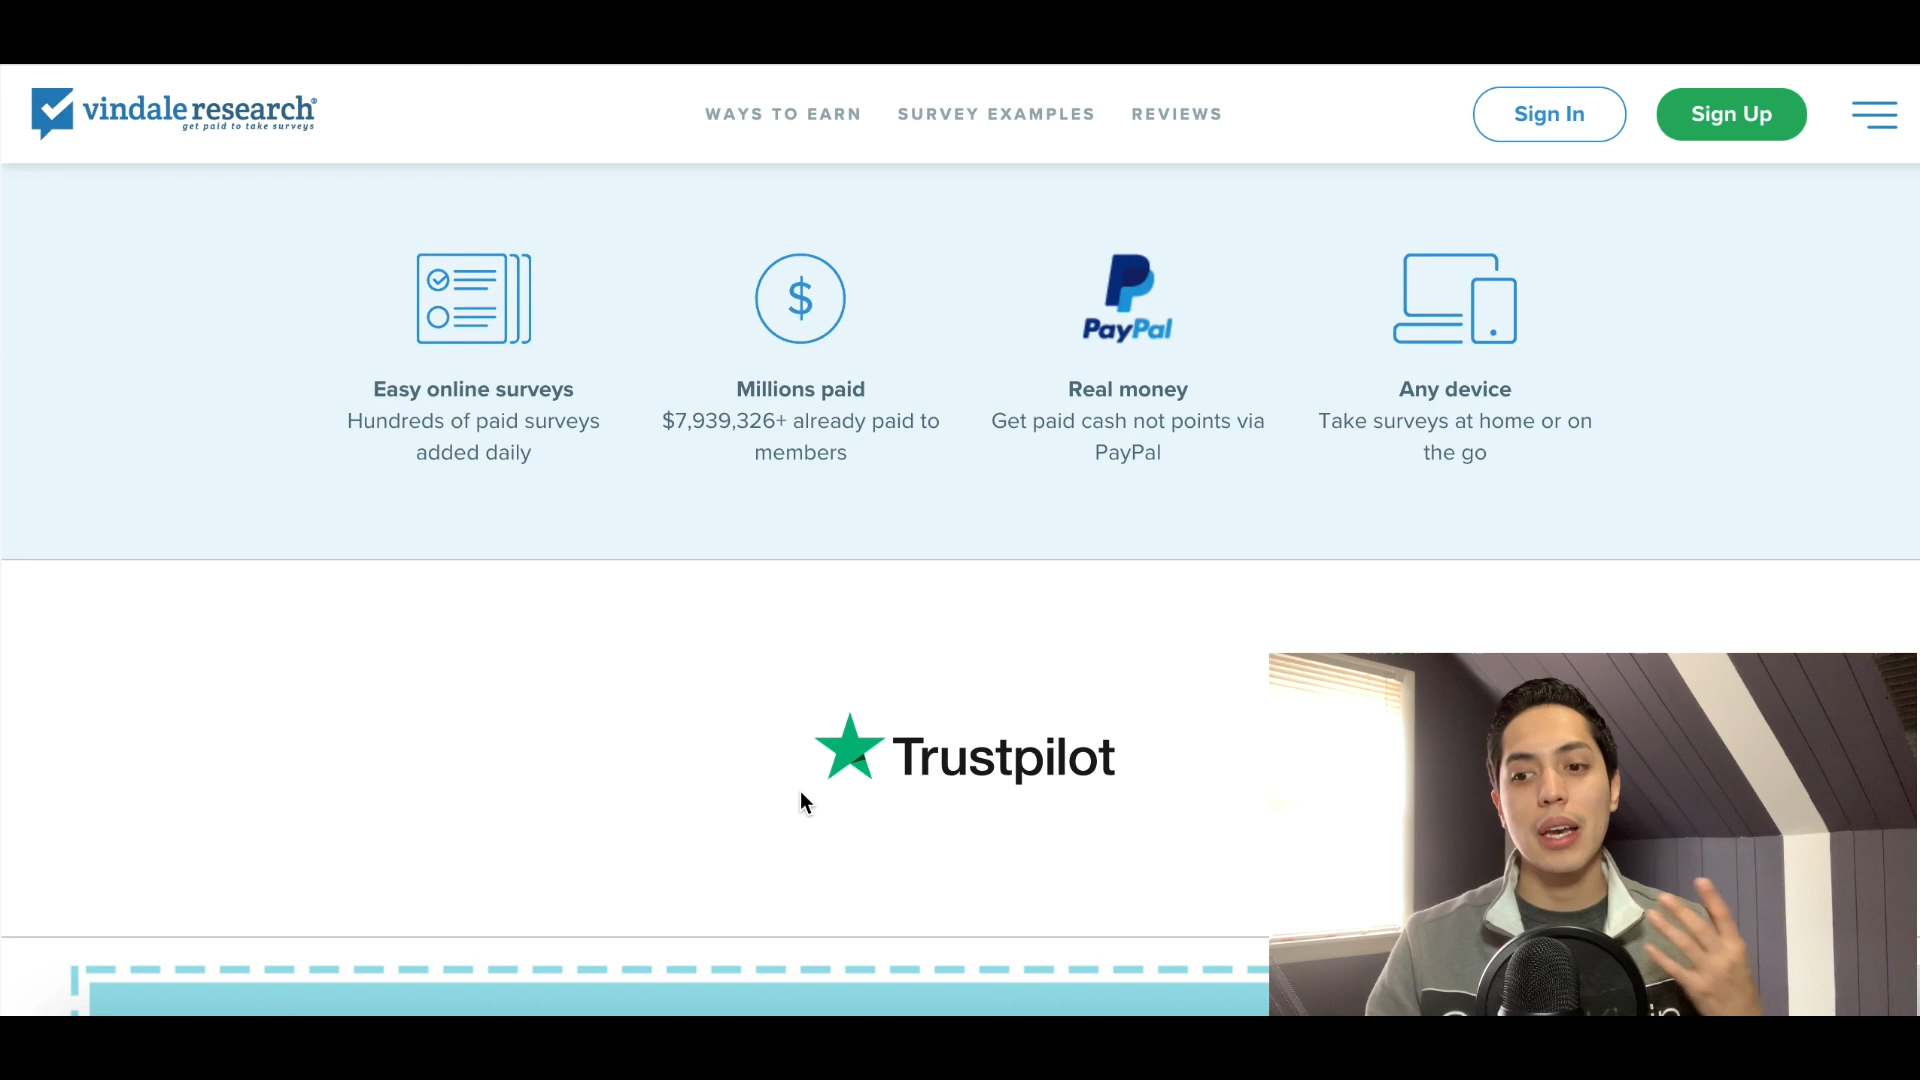 vindale research®
get paid to take surveys
WAYS TO EARN
SURVEY EXAMPLES
REVIEWS
Sign In
Sign Up
$
PayPal
Easy online surveys
Hundreds of paid surveys
added daily
Millions paid
$7,939,326+ already paid to
members
Real money
Get paid cash not points via
PayPal
Any device
Take surveys at home or on
the go
Trustpilot